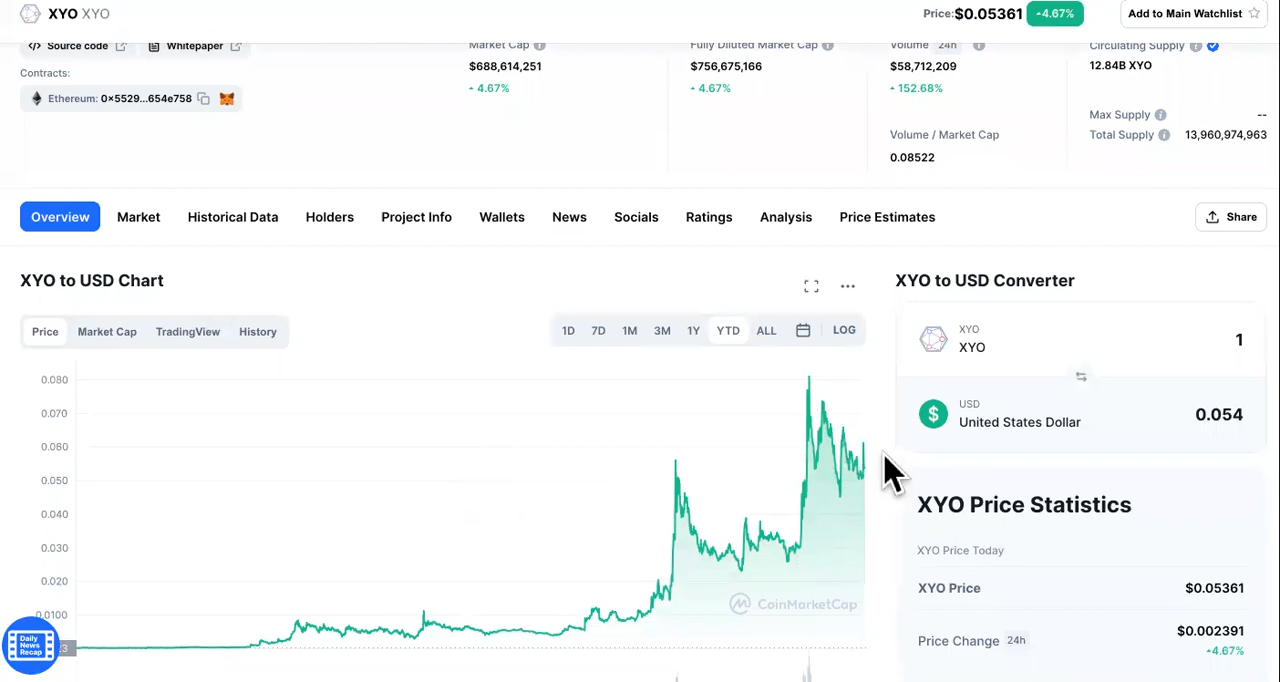 XYO XYO
Price: $0.05361 4.67%
Add to Main Watchlist
Source code
Whitepaper
Contracts:
Ethereum: 0x5529...654e758
Market Cap
$688,614,251
4.67%
Fully Diluted Market Cap
$756,675,166
4.67%
Volume 24h
$58,712,209
152.68%
Volume / Market Cap
0.08522
Circulating Supply
12.84B XYO
Max Supply --
Total Supply 13,960,974,963
Overview Market Historical Data Holders Project Info Wallets News Socials Ratings Analysis Price Estimates
Share
XYO to USD Chart
Price Market Cap TradingView History
1D 7D 1M 3M 1Y YTD ALL LOG
0.080
0.070
0.060
0.050
0.040
0.030
0.020
0.0100
CoinMarketCap
Daily
News
Recap
XYO to USD Converter
XYO
XYO
1
USD
United States Dollar
0.054
XYO Price Statistics
XYO Price Today
XYO Price $0.05361
Price Change 24h
$0.002391
4.67%